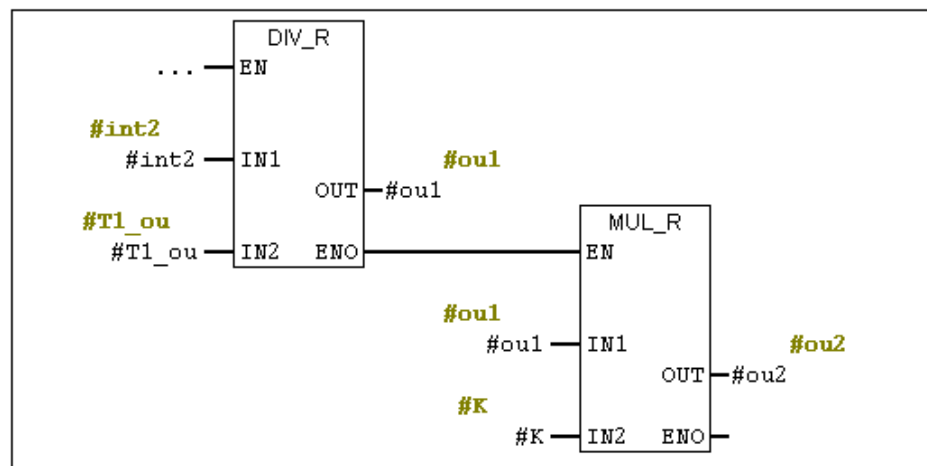 DIV_R
... EN
#int2
#int2 IN1
#ou1
OUT #ou1
#T1_ou
#T1_ou IN2 ENO
MUL_R
EN
#ou1
#ou1 IN1
#ou2
OUT #ou2
#K
#K IN2 ENO